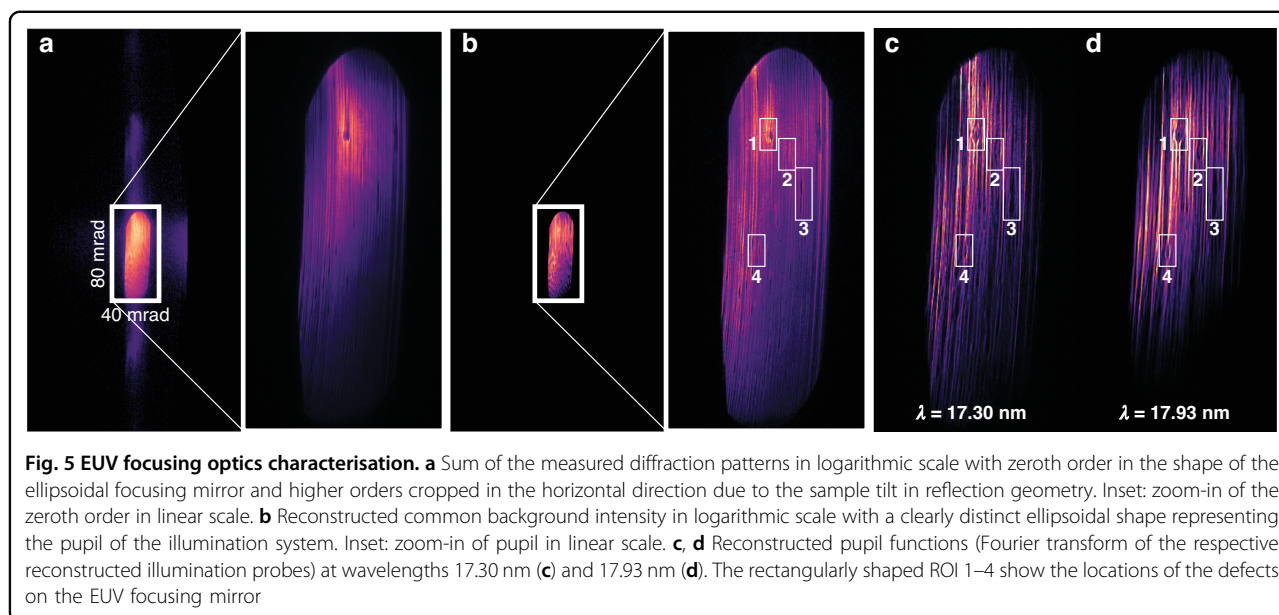 a
b
c
d
80 mrad
40 mrad
1
2
3
4
1
2
3
4
1
2
3
4
λ = 17.30 nm
λ = 17.93 nm
Fig. 5 EUV focusing optics characterisation. a Sum of the measured diffraction patterns in logarithmic scale with zeroth order in the shape of the
ellipsoidal focusing mirror and higher orders cropped in the horizontal direction due to the sample tilt in reflection geometry. Inset: zoom-in of the
zeroth order in linear scale. b Reconstructed common background intensity in logarithmic scale with a clearly distinct ellipsoidal shape representing
the pupil of the illumination system. Inset: zoom-in of pupil in linear scale. c, d Reconstructed pupil functions (Fourier transform of the respective
reconstructed illumination probes) at wavelengths 17.30 nm (c) and 17.93 nm (d). The rectangularly shaped ROI 1–4 show the locations of the defects
on the EUV focusing mirror